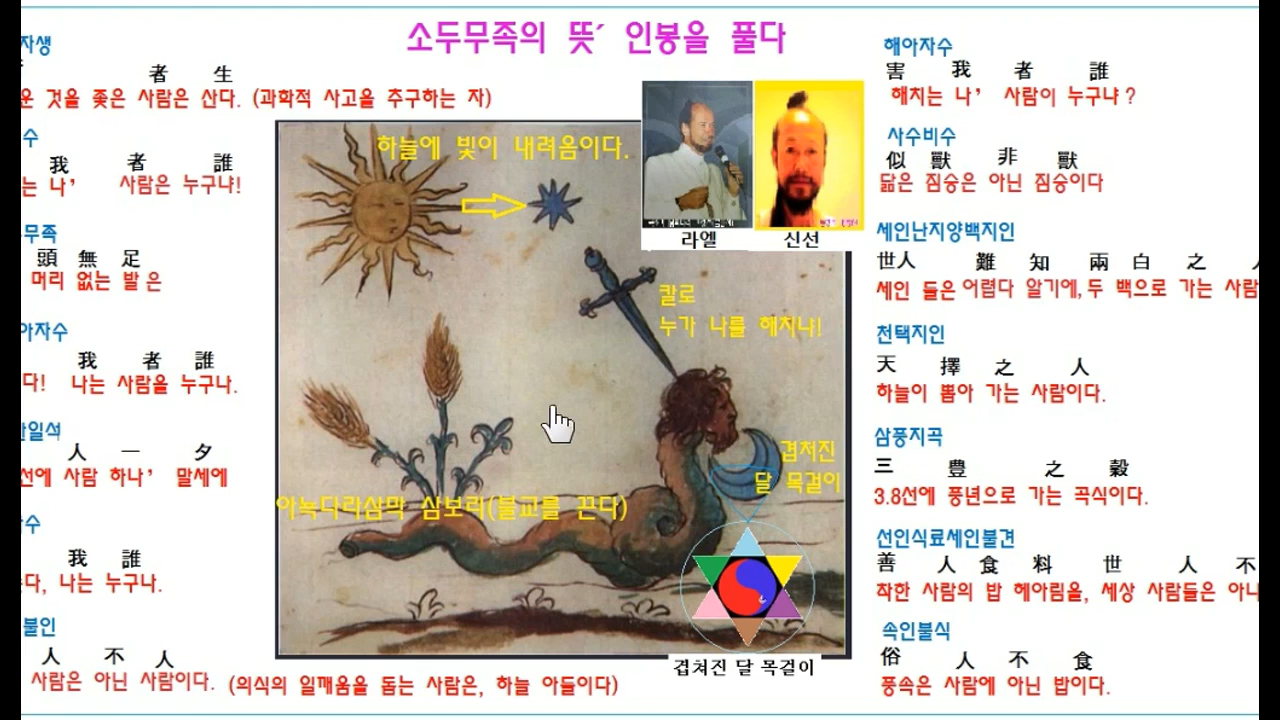 소두무족의 뜻′ 인봉을 풀다
자생
者 生
운 것을 좇은 사람은 산다. (과학적 사고을 추구하는 자)
수
我 者 誰
는 나’ 사람은 누구냐!
무족
頭 無 足
머리 없는 발 은
아자수
我 者 誰
다! 나는 사람을 누구나.
일석
人 一 夕
선에 사람 하나’ 말세에
수
我 誰
다, 나는 누구나.
불인
人 不 人
사람은 아닌 사람이다. (의식의 일깨움을 돕는 사람은, 하늘 아들이다)
하늘에 빛이 내려옴이다.
라엘
신선
칼로
누가 나를 해치나!
겹쳐진
달 목걸이
아녹다라삼막 삼보리(불교를 끈다)
겹쳐진 달 목걸이
해아자수
害 我 者 誰
해치는 나’ 사람이 누구냐 ?
사수비수
似 獸 非 獸
닮은 짐승은 아닌 짐승이다
세인난지양백지인
世人 難 知 兩 白 之
세인 들은 어렵다 알기에, 두 백으로 가는 사람
천택지인
天 擇 之 人
하늘이 뽑아 가는 사람이다.
삼풍지곡
三 豊 之 穀
3.8선에 풍년으로 가는 곡식이다.
선인식료세인불견
善 人 食 料 世 人 不
착한 사람의 밥 헤아림을, 세상 사람들은 아니
속인불식
俗 人 不 食
풍속은 사람에 아닌 밥이다.